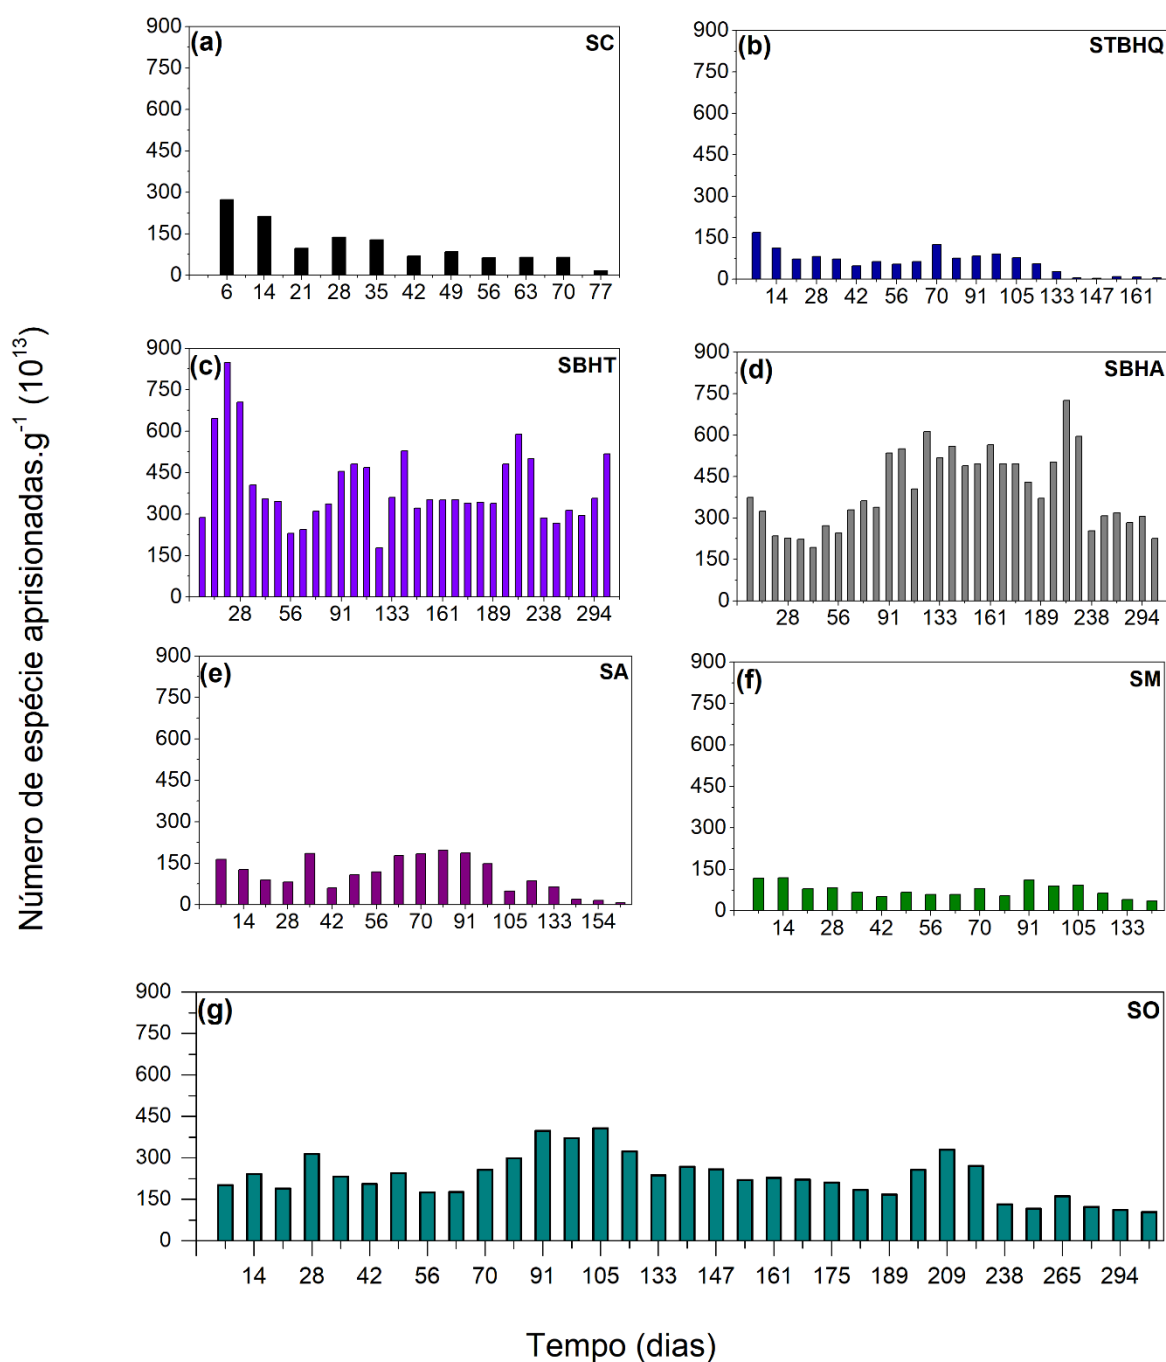 Número de espécie aprisionadas.g⁻¹ (10¹³)
(a)
SC
900
750
600
450
300
150
0
6 14 21 28 35 42 49 56 63 70 77
(b)
STBHQ
900
750
600
450
300
150
0
14 28 42 56 70 91 105 133 147 161
(c)
SBHT
900
750
600
450
300
150
0
28 56 91 133 161 189 238 294
(d)
SBHA
900
750
600
450
300
150
0
28 56 91 133 161 189 238 294
(e)
SA
900
750
600
450
300
150
0
14 28 42 56 70 91 105 133 154
(f)
SM
900
750
600
450
300
150
0
14 28 42 56 70 91 105 133
(g)
SO
900
750
600
450
300
150
0
14 28 42 56 70 91 105 133 147 161 175 189 209 238 265 294
Tempo (dias)